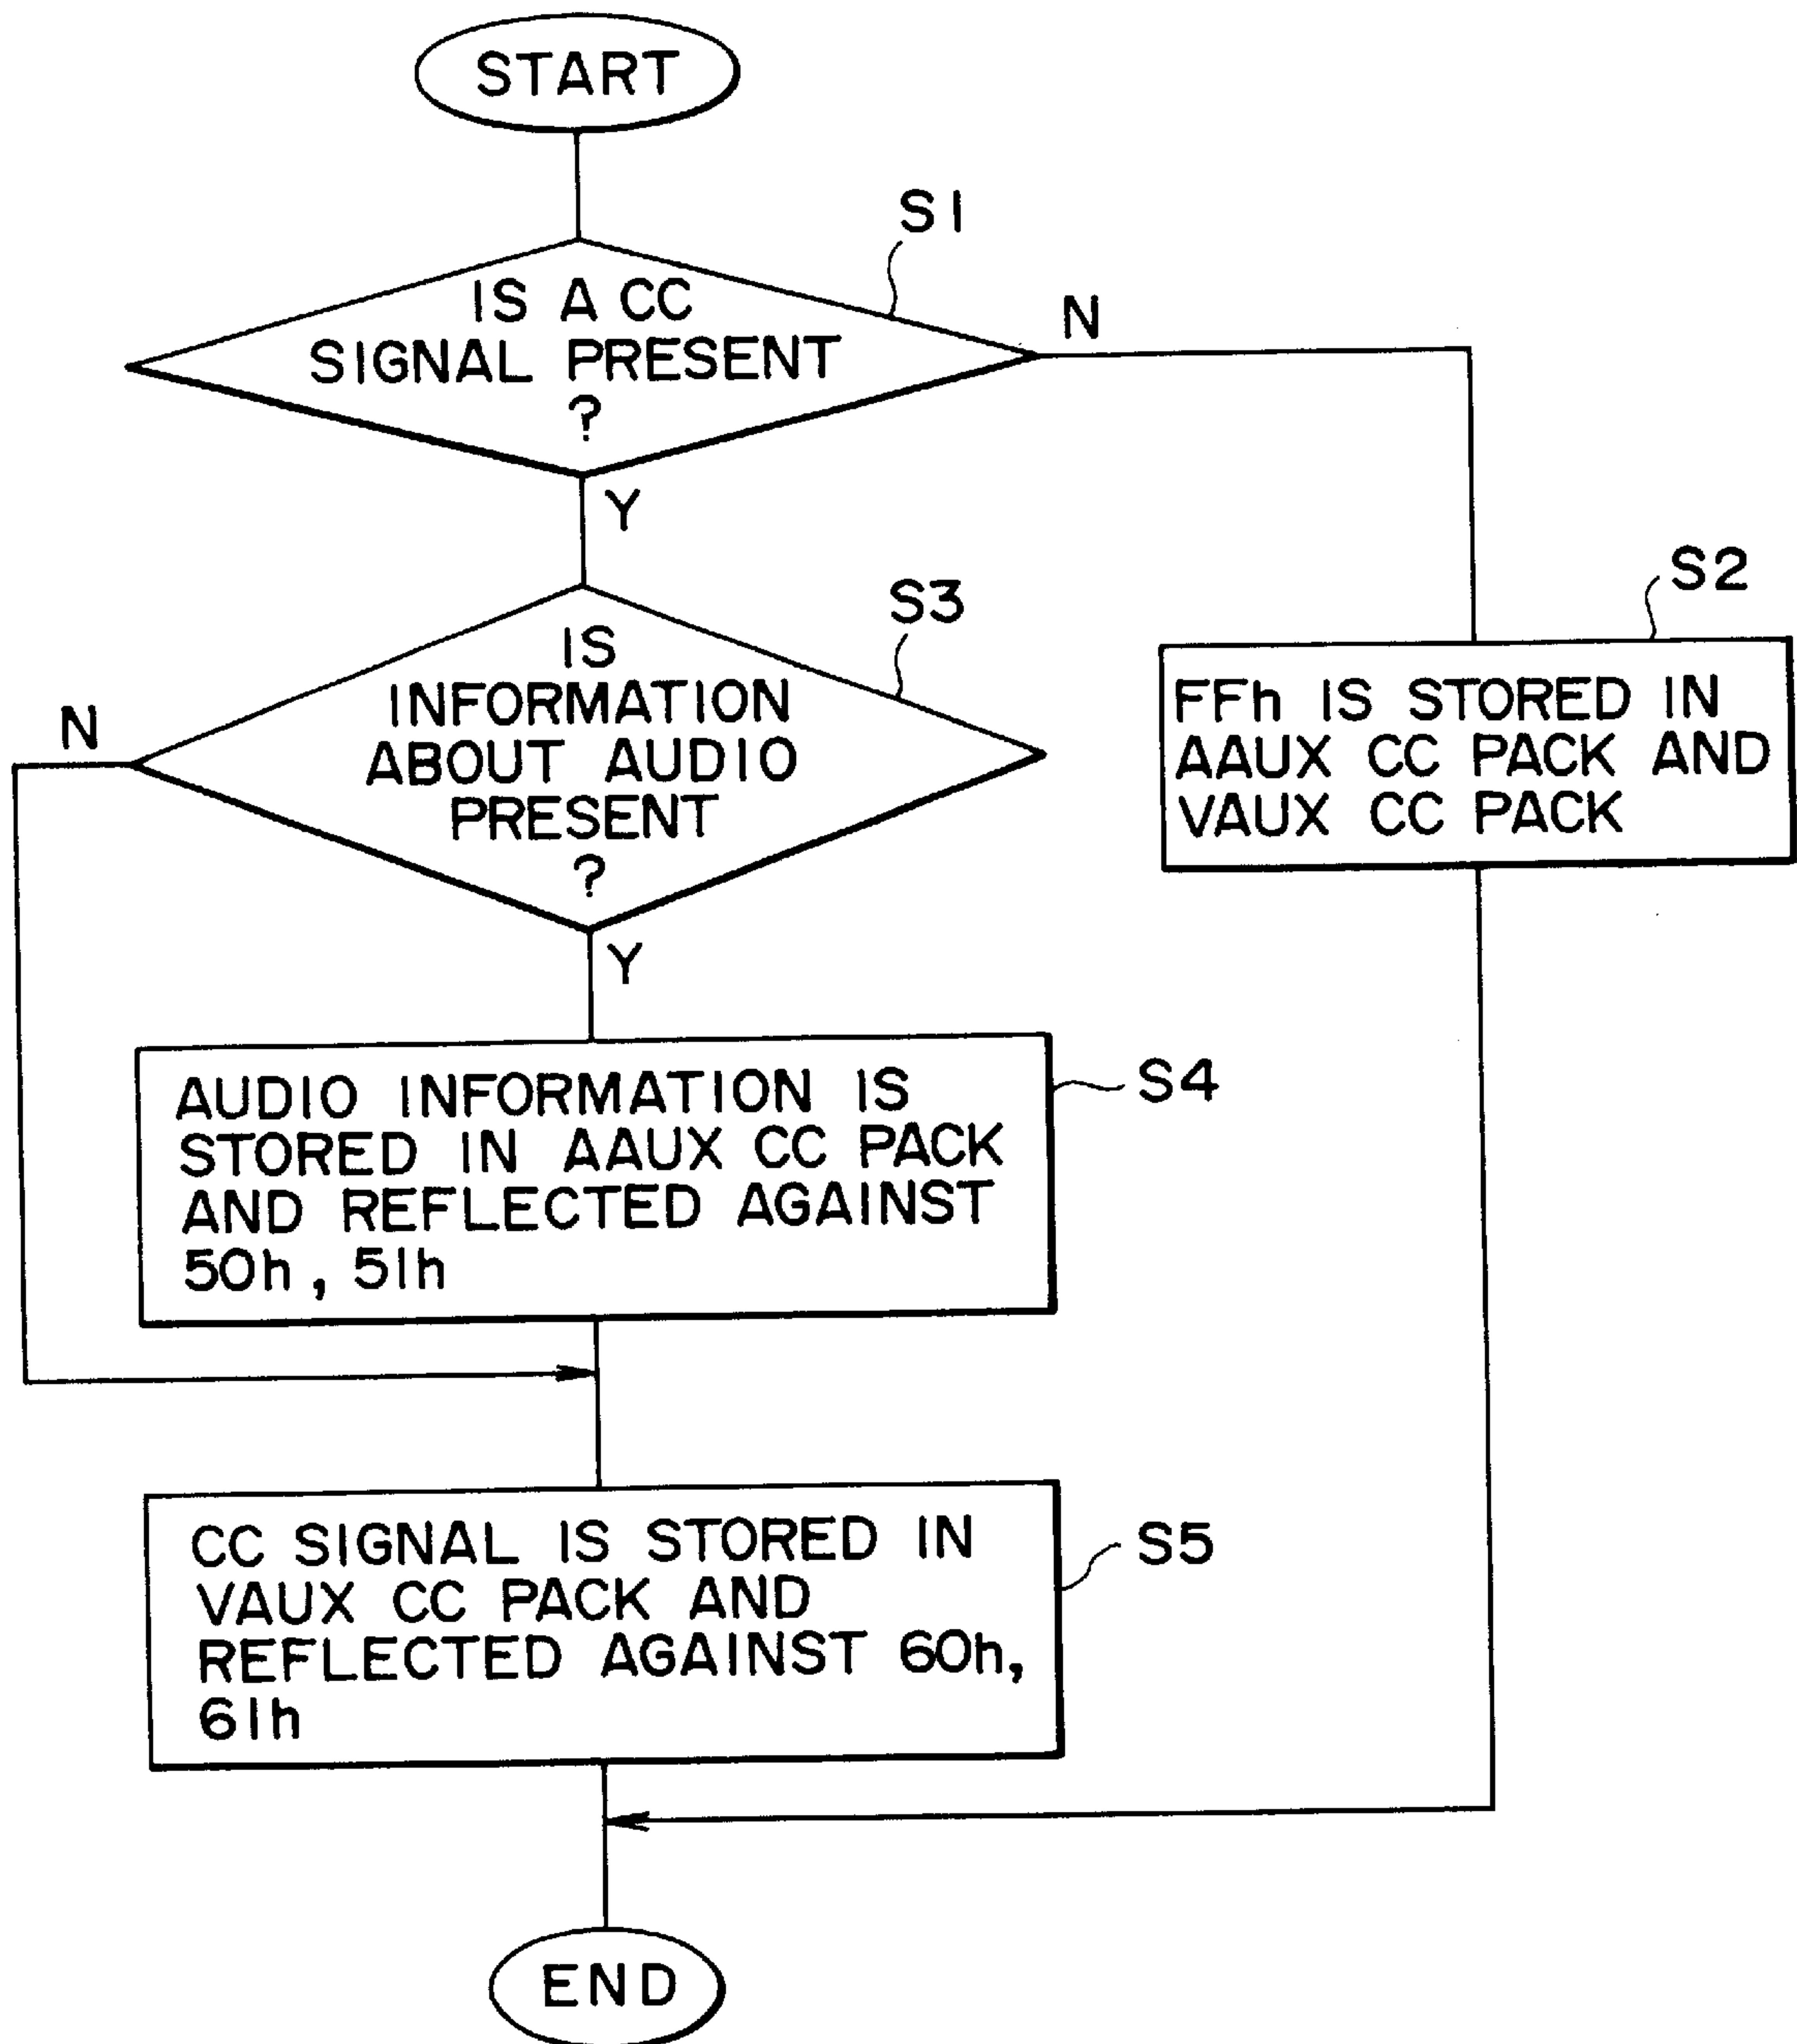 START
S1
IS A CC
SIGNAL PRESENT
?
N
Y
S2
FFh IS STORED IN
AAUX CC PACK AND
VAUX CC PACK
S3
IS
INFORMATION
ABOUT AUDIO
PRESENT
?
N
Y
S4
AUDIO INFORMATION IS
STORED IN AAUX CC PACK
AND REFLECTED AGAINST
50h, 51h
S5
CC SIGNAL IS STORED IN
VAUX CC PACK AND
REFLECTED AGAINST 60h,
61h
END